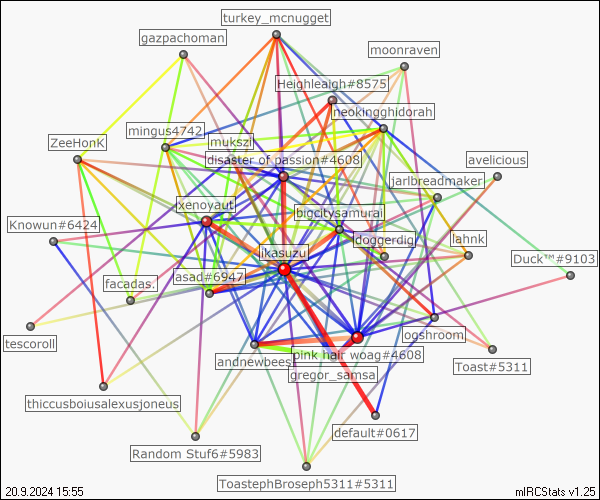 turkey_mcnugget
gazpachoman
moonraven
Heighleaigh#8575
neokingghidorah
mingus4742
ZeeHonK
mukszi
disaster of passion#4608
avelicious
jarlbreadmaker
xenoyaut
bigcitysamurai
Knowun#6424
doggerdig
lahnk
ikasuzu
Duck™#9103
asad#6947
facadas.
ooshroom
tescoroll
pink hair woag#4608
andnewbees
Toast#5311
gregor_samsa
thiccusboiusalexusjoneus
default#0617
Random Stuf6#5983
ToastephBroseph5311#5311
20.9.2024 15:55
mIRCStats v1.25